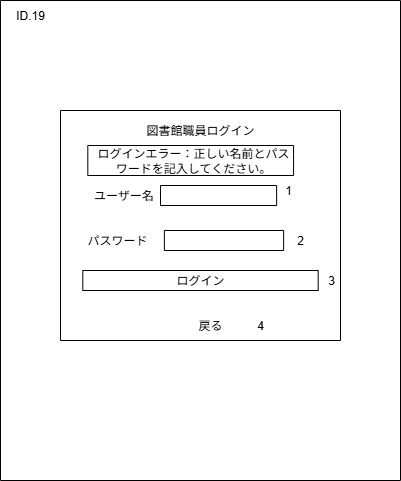 ID.19
図書館職員ログイン
ログインエラー：正しい名前とパス
ワードを記入してください。
ユーザー名 1
パスワード 2
ログイン 3
戻る 4